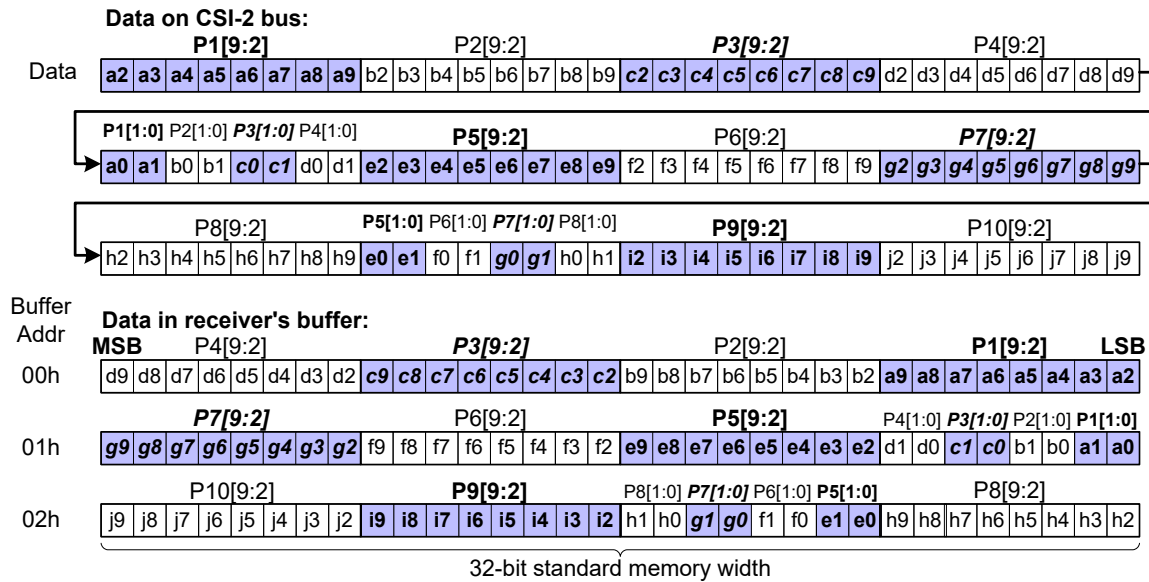 Data on CSI-2 bus:
P1[9:2] P2[9:2] P3[9:2] P4[9:2]
Data a2 a3 a4 a5 a6 a7 a8 a9 b2 b3 b4 b5 b6 b7 b8 b9 c2 c3 c4 c5 c6 c7 c8 c9 d2 d3 d4 d5 d6 d7 d8 d9
P1[1:0] P2[1:0] P3[1:0] P4[1:0] P5[9:2] P6[9:2] P7[9:2]
a0 a1 b0 b1 c0 c1 d0 d1 e2 e3 e4 e5 e6 e7 e8 e9 f2 f3 f4 f5 f6 f7 f8 f9 g2 g3 g4 g5 g6 g7 g8 g9
P8[9:2] P5[1:0] P6[1:0] P7[1:0] P8[1:0] P9[9:2] P10[9:2]
h2 h3 h4 h5 h6 h7 h8 h9 e0 e1 f0 f1 g0 g1 h0 h1 i2 i3 i4 i5 i6 i7 i8 i9 j2 j3 j4 j5 j6 j7 j8 j9
Buffer
Addr
Data in receiver's buffer:
MSB P4[9:2] P3[9:2] P2[9:2] P1[9:2] LSB
00h d9 d8 d7 d6 d5 d4 d3 d2 c9 c8 c7 c6 c5 c4 c3 c2 b9 b8 b7 b6 b5 b4 b3 b2 a9 a8 a7 a6 a5 a4 a3 a2
P7[9:2] P6[9:2] P5[9:2] P4[1:0] P3[1:0] P2[1:0] P1[1:0]
01h g9 g8 g7 g6 g5 g4 g3 g2 f9 f8 f7 f6 f5 f4 f3 f2 e9 e8 e7 e6 e5 e4 e3 e2 d1 d0 c1 c0 b1 b0 a1 a0
P10[9:2] P9[9:2] P8[1:0] P7[1:0] P6[1:0] P5[1:0] P8[9:2]
02h j9 j8 j7 j6 j5 j4 j3 j2 i9 i8 i7 i6 i5 i4 i3 i2 h1 h0 g1 g0 f1 f0 e1 e0 h9 h8 h7 h6 h5 h4 h3 h2
32-bit standard memory width